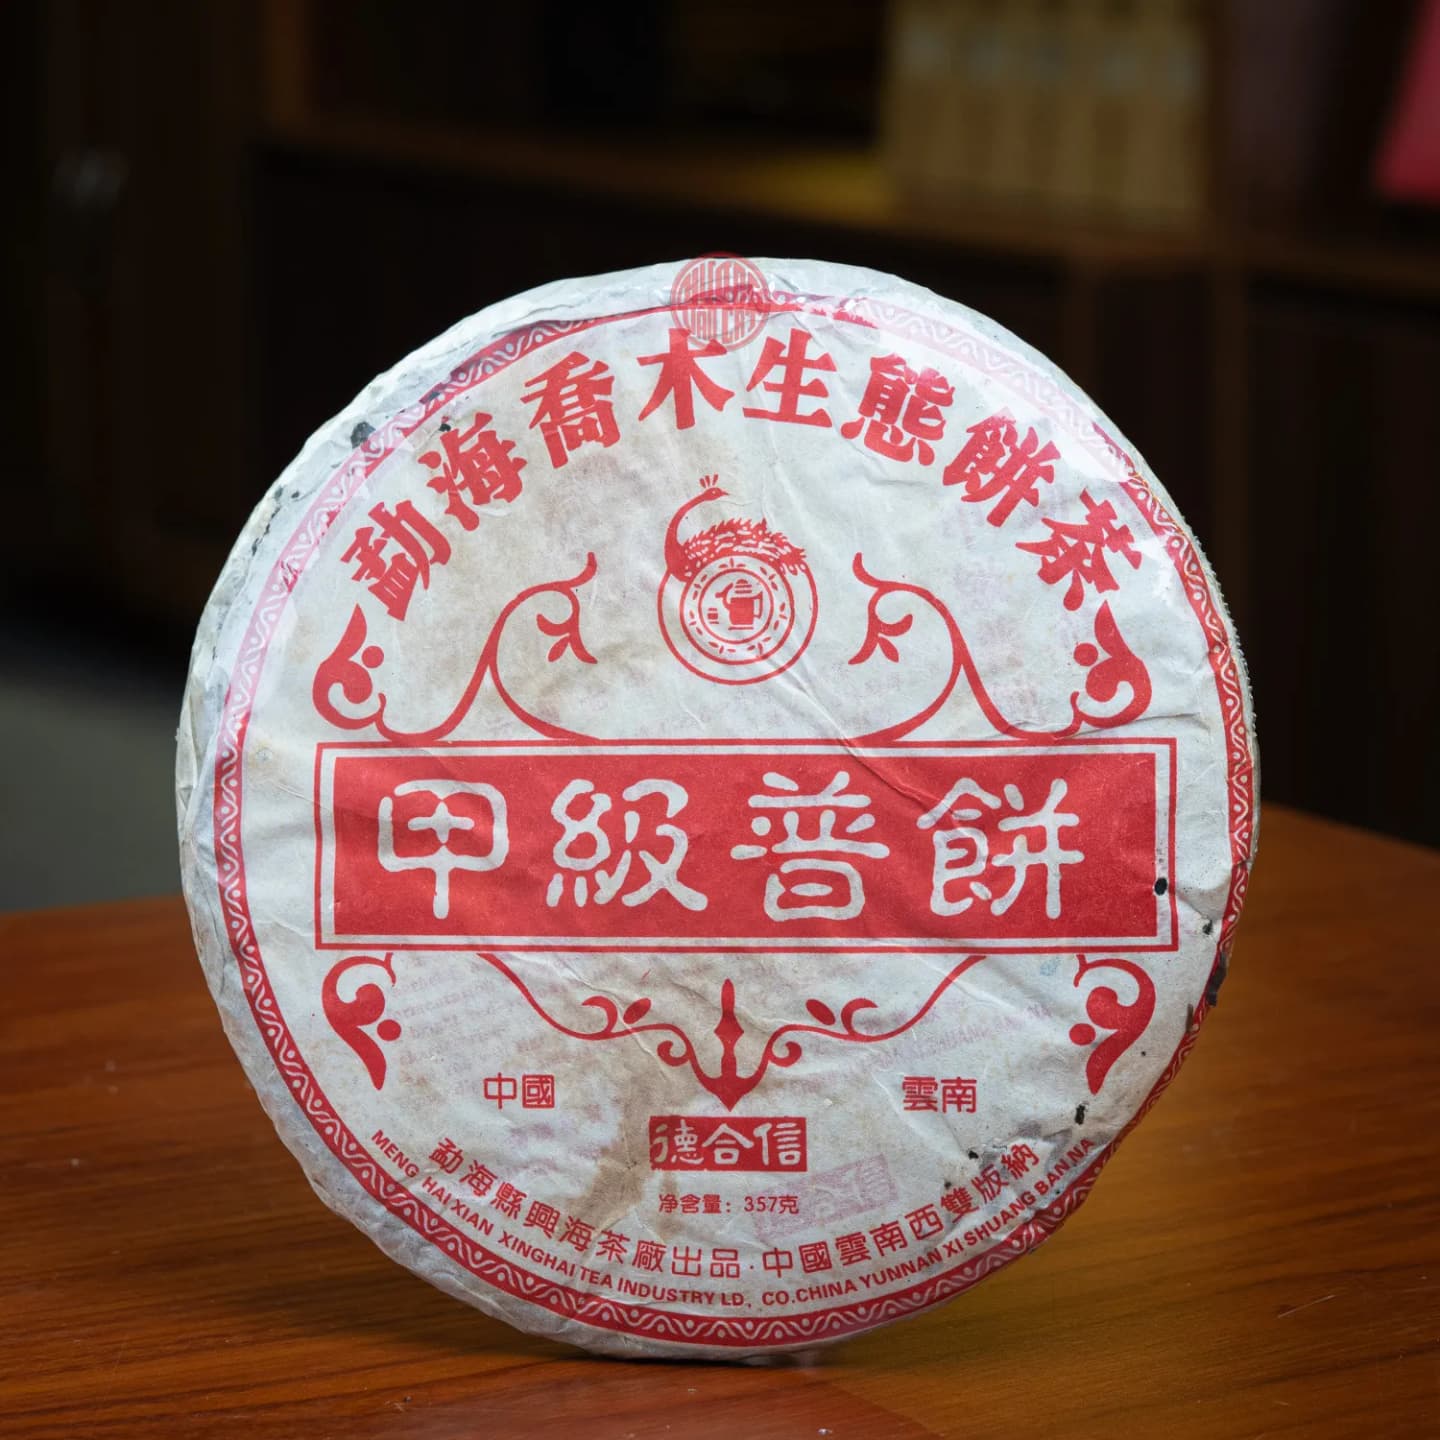 勐海喬木生態餅茶
甲級普餅
中國
雲南
德合信
净含量：357克
勐海縣興海茶廠出品·中國雲南西雙版納
MENG HAI XIAN XINGHAI TEA INDUSTRY LD, CO.CHINA YUNNAN XI SHUANG BAN NA